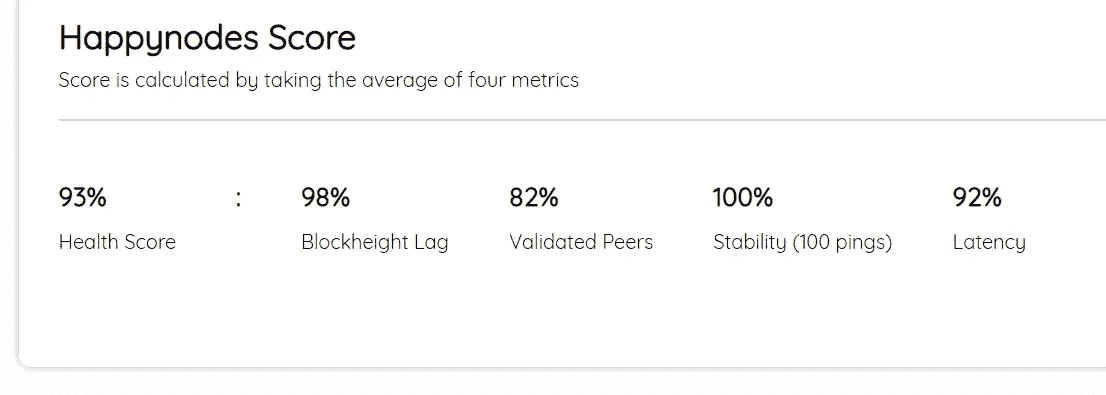 Happynodes Score
Score is calculated by taking the average of four metrics
93% : 98% 82% 100% 92%
Health Score Blockheight Lag Validated Peers Stability (100 pings) Latency